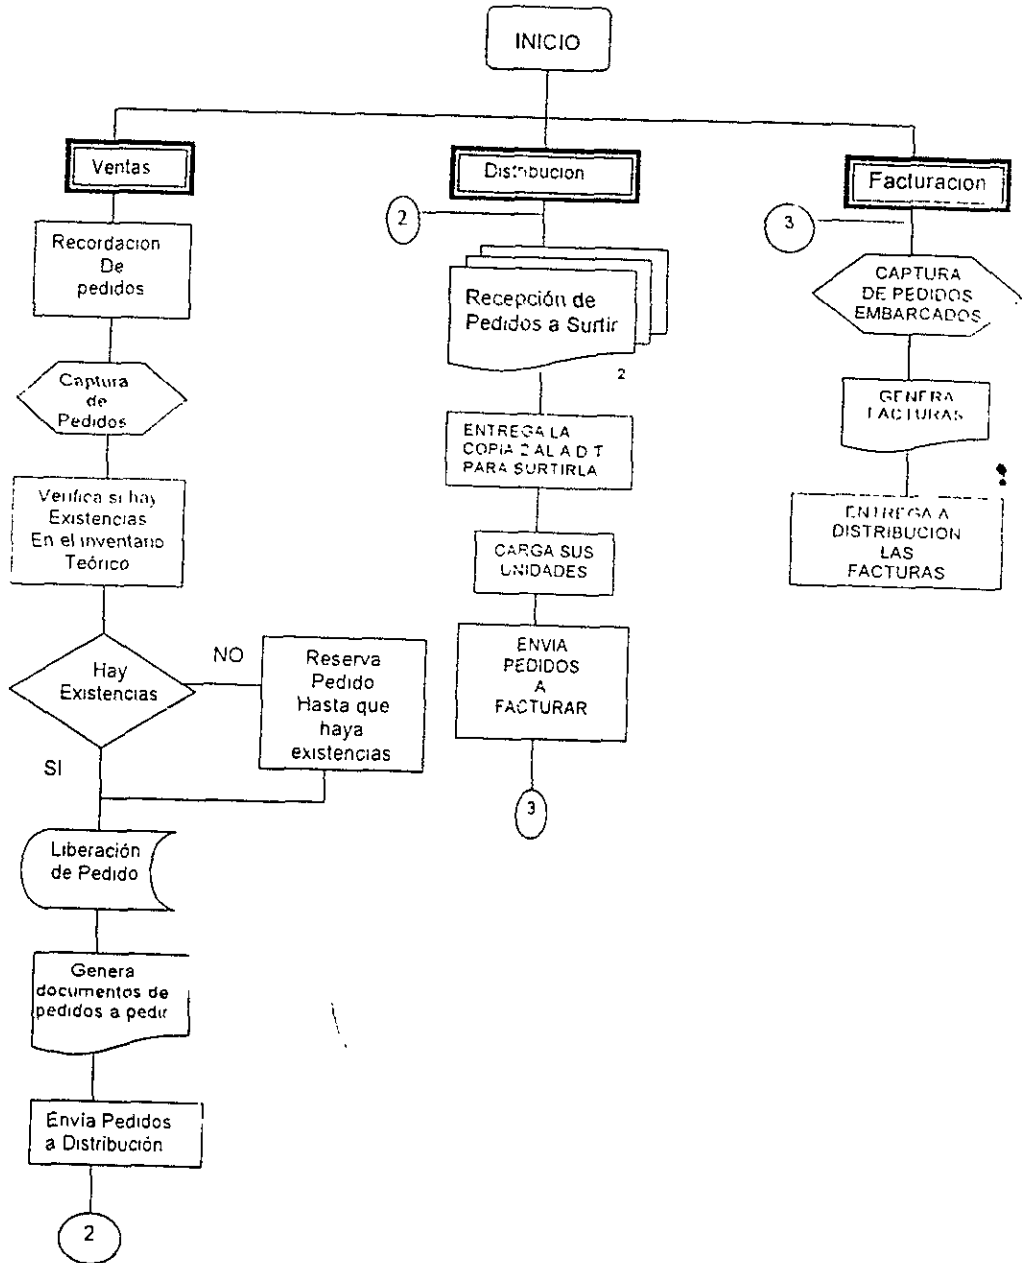 INICIO
Ventas
Recordacion
De
pedidos
Captura
de
Pedidos
Verifica si hay
Existencias
En el inventario
Teórico
Hay
Existencias
NO
SI
Reserva
Pedido
Hasta que
haya
existencias
Liberación
de Pedido
Genera
documentos de
pedidos a pedir
Envía Pedidos
a Distribución
2
Distribucion
2
Recepción de
Pedidos a Surtir
2
ENTREGA LA
COPIA 2 AL A D T
PARA SURTIRLA
CARGA SUS
UNIDADES
ENVIA
PEDIDOS
A
FACTURAR
3
Facturacion
3
CAPTURA
DE PEDIDOS
EMBARCADOS
GENERA
FACTURAS
ENTREGA A
DISTRIBUCION
LAS
FACTURAS